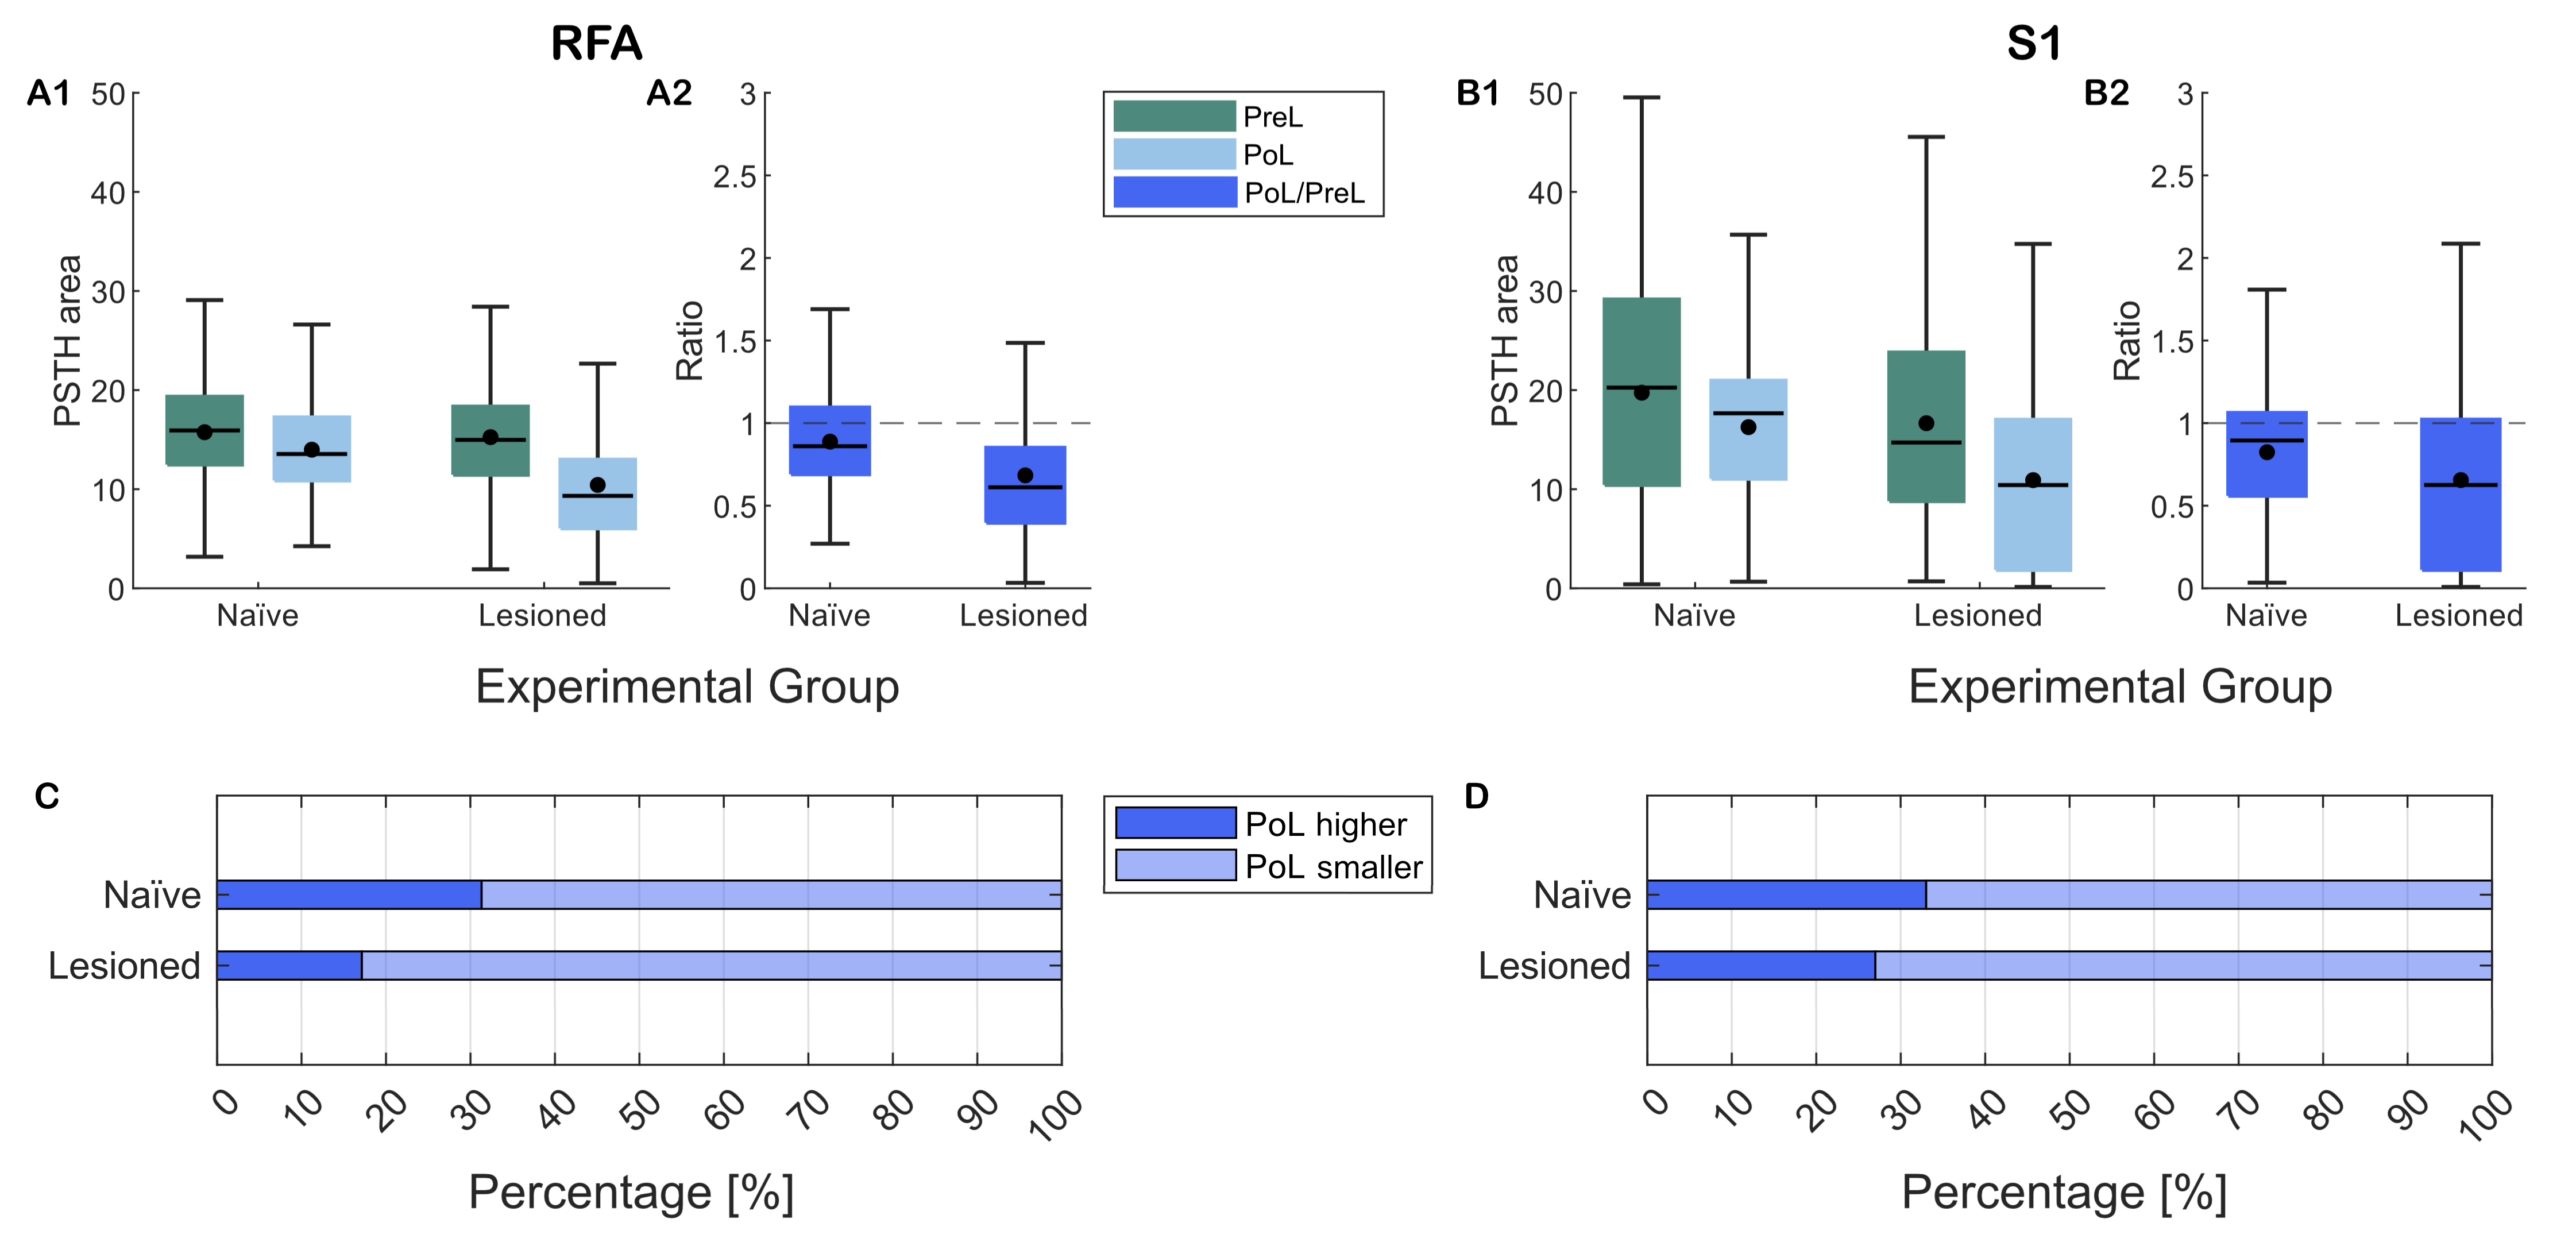 RFA
S1
A1
50
40
30
20
10
0
PSTH area
Naïve
Lesioned
A2
3
2.5
2
1.5
1
0.5
0
Ratio
Naïve
Lesioned
PreL
PoL
PoL/PreL
Experimental Group
B1
50
40
30
20
10
0
PSTH area
Naïve
Lesioned
B2
3
2.5
2
1.5
1
0.5
0
Ratio
Naïve
Lesioned
Experimental Group
C
Naïve
Lesioned
0 10 20 30 40 50 60 70 80 90 100
Percentage [%]
PoL higher
PoL smaller
D
Naïve
Lesioned
0 10 20 30 40 50 60 70 80 90 100
Percentage [%]